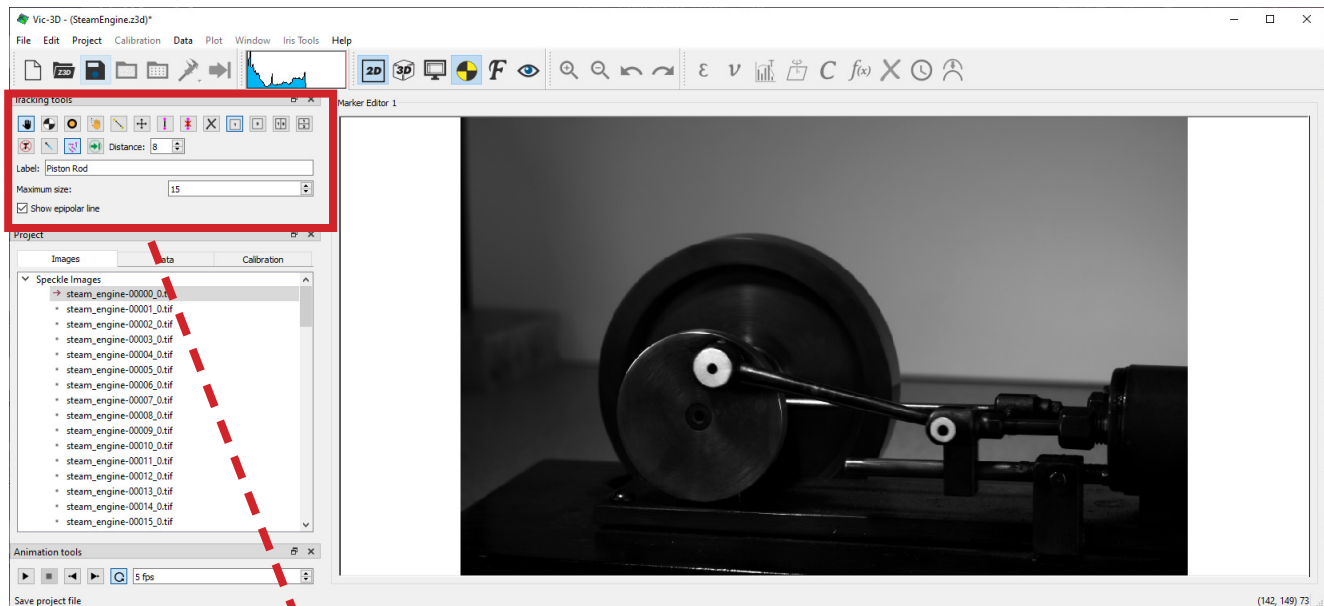 Vic-3D - (SteamEngine.z3d)*
File Edit Project Calibration Data Plot Window Iris Tools Help
Z3D 2D 3D F ε ν C f(x)
Tracking tools
Marker Editor 1
Distance: 8
Label: Piston Rod
Maximum size: 15
Show epipolar line
Project
Images Data Calibration
Speckle Images
steam_engine-00000_0.tif
steam_engine-00001_0.tif
steam_engine-00002_0.tif
steam_engine-00003_0.tif
steam_engine-00004_0.tif
steam_engine-00005_0.tif
steam_engine-00006_0.tif
steam_engine-00007_0.tif
steam_engine-00008_0.tif
steam_engine-00009_0.tif
steam_engine-00010_0.tif
steam_engine-00011_0.tif
steam_engine-00012_0.tif
steam_engine-00013_0.tif
steam_engine-00014_0.tif
steam_engine-00015_0.tif
Animation tools
5 fps
Save project file
(142, 149) 73